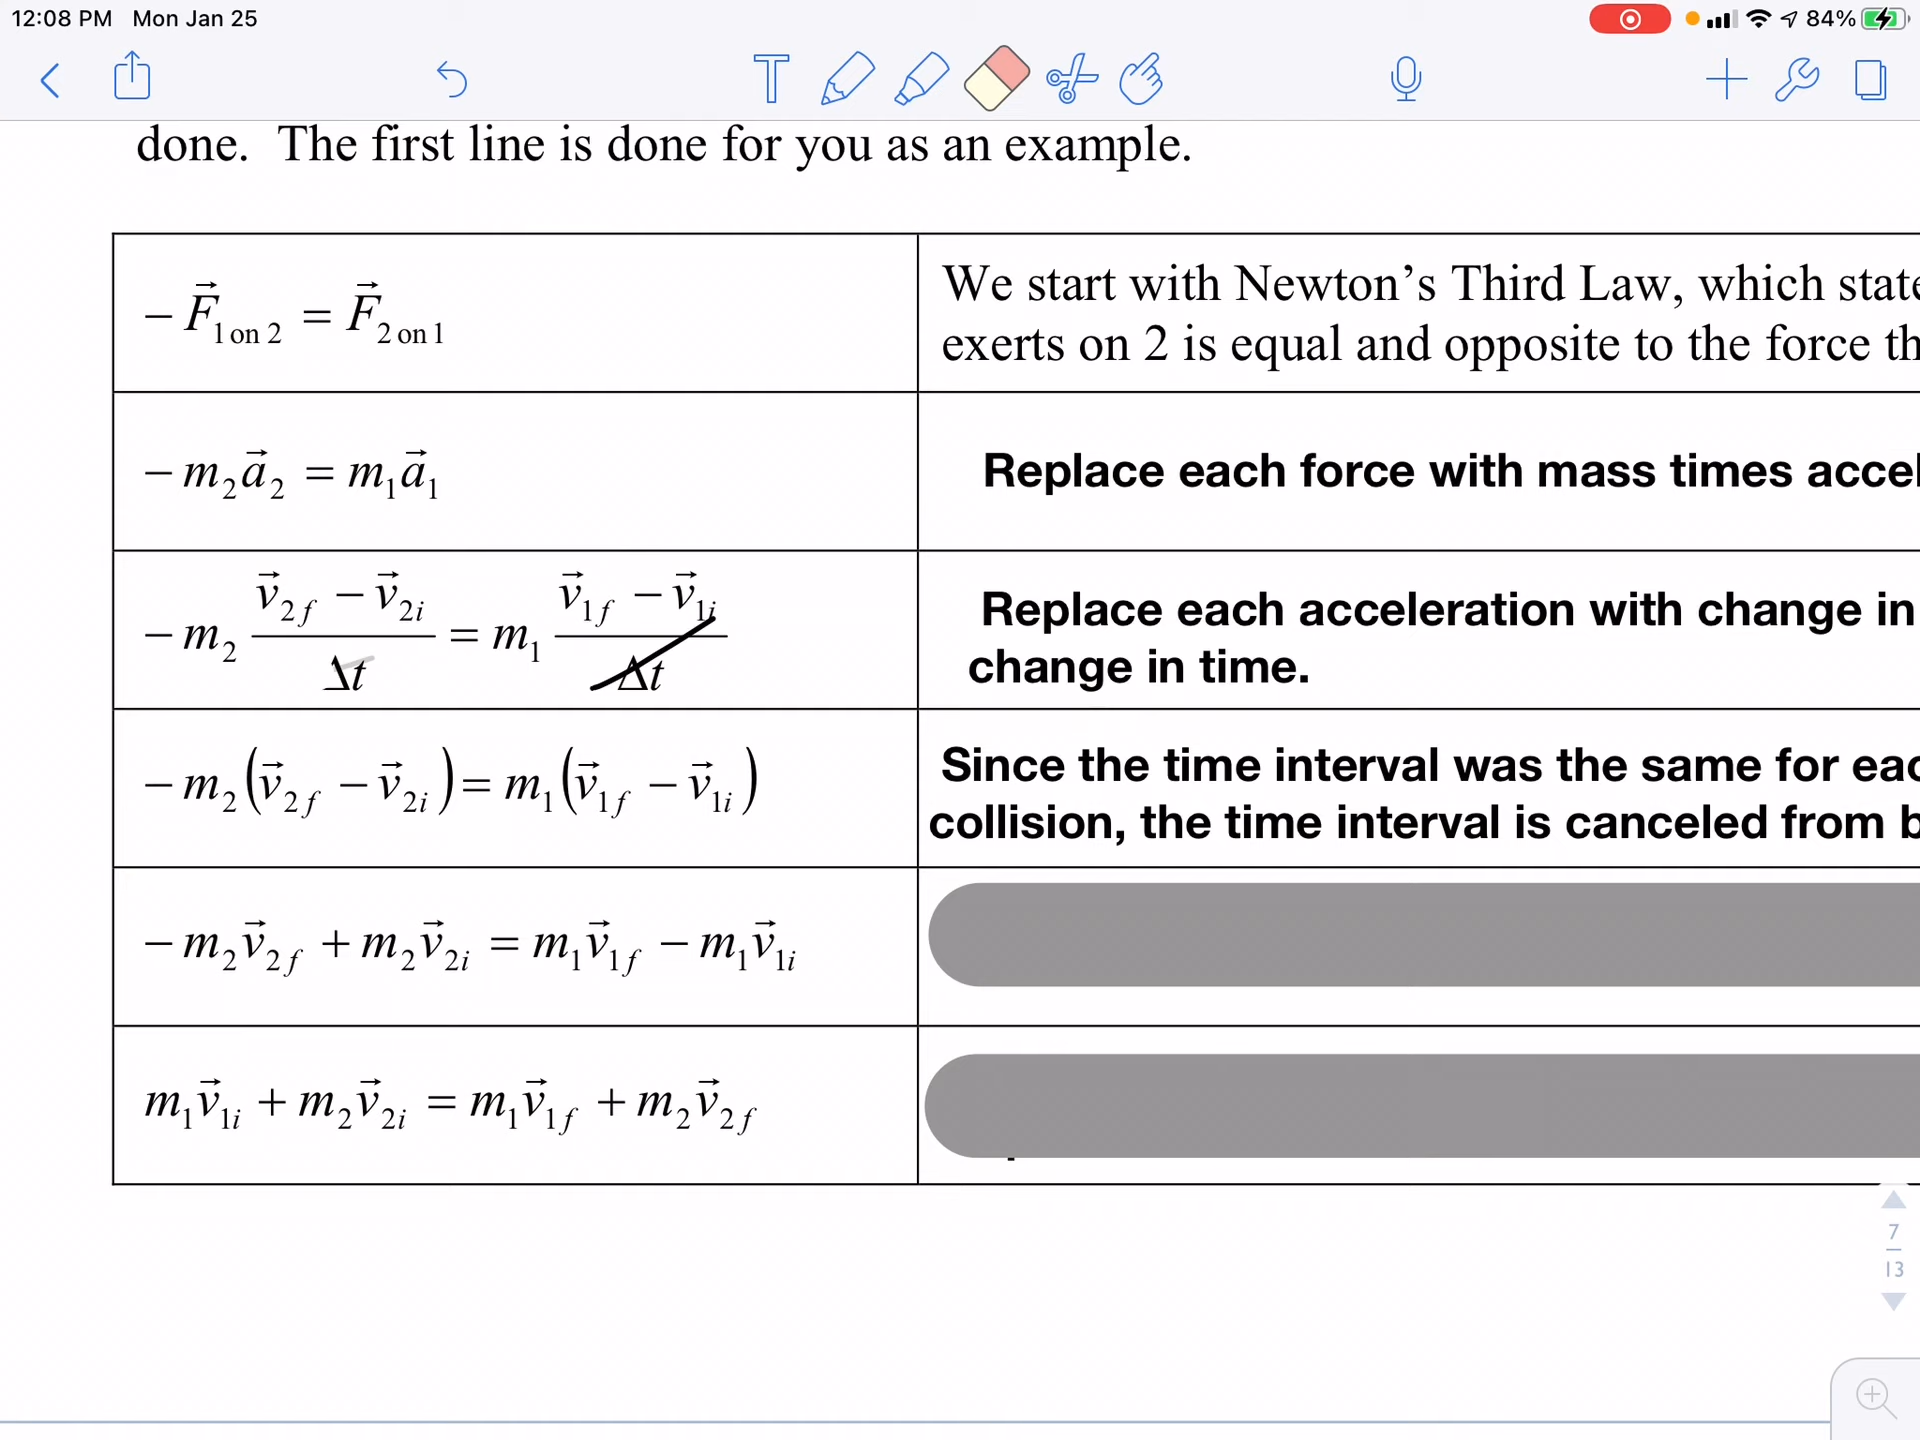 12:08 PM Mon Jan 25
84%
done. The first line is done for you as an example.
−F⃗1 on 2 = F⃗2 on 1
We start with Newton’s Third Law, which state
exerts on 2 is equal and opposite to the force th
−m₂a⃗₂ = m₁a⃗₁
Replace each force with mass times accel
−m₂ (v⃗2f − v⃗2i)/Δt = m₁ (v⃗1f − v⃗1i)/Δt
Replace each acceleration with change in
change in time.
−m₂(v⃗2f − v⃗2i) = m₁(v⃗1f − v⃗1i)
Since the time interval was the same for eac
collision, the time interval is canceled from b
−m₂v⃗2f + m₂v⃗2i = m₁v⃗1f − m₁v⃗1i
m₁v⃗1i + m₂v⃗2i = m₁v⃗1f + m₂v⃗2f
7
13